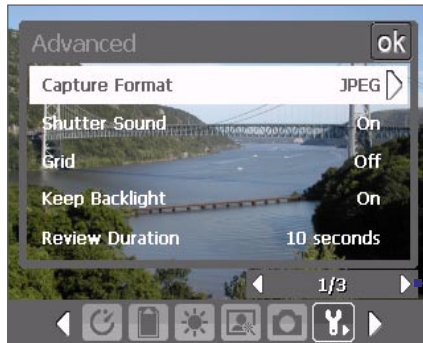 Advanced ok
Capture Format JPEG
Shutter Sound On
Grid Off
Keep Backlight On
Review Duration 10 seconds
1/3